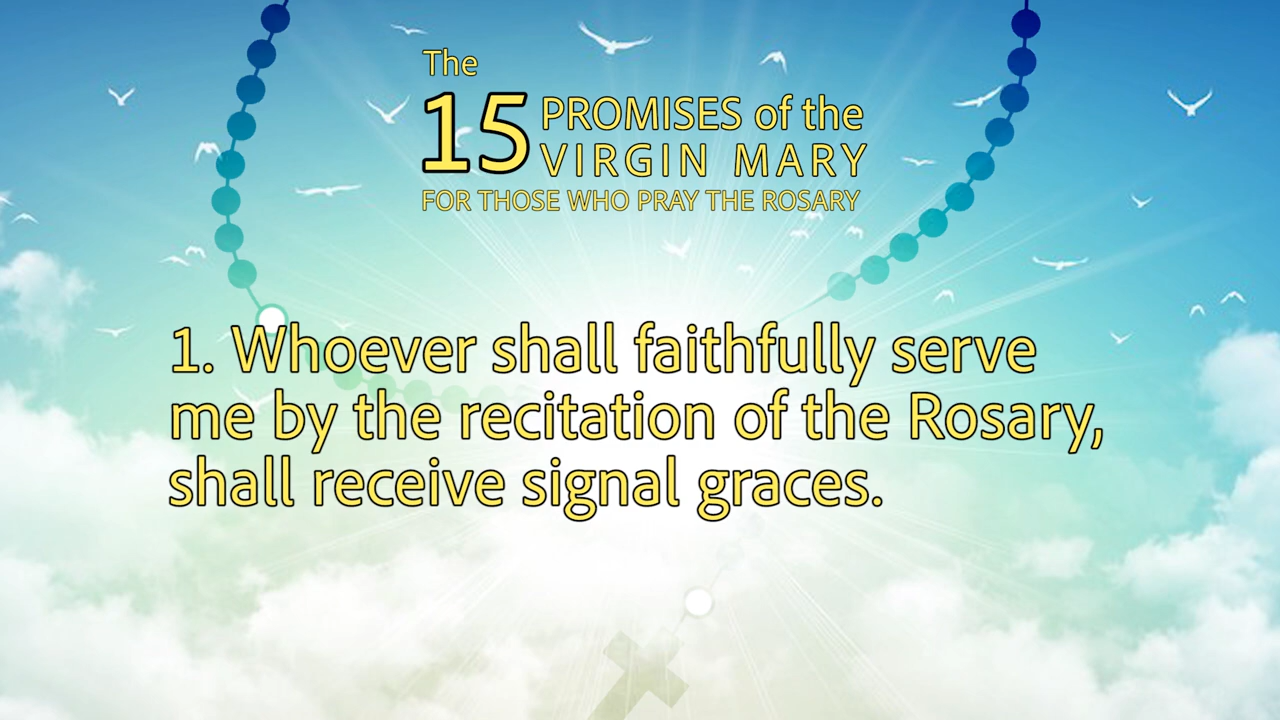 The
15 PROMISES of the
VIRGIN MARY
FOR THOSE WHO PRAY THE ROSARY
1. Whoever shall faithfully serve
me by the recitation of the Rosary,
shall receive signal graces.